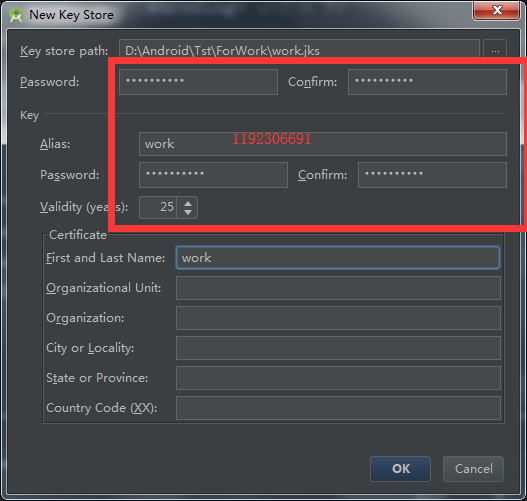 New Key Store
Key store path: D:\Android\Tst\ForWork\work.jks ...
Password: •••••••••• Confirm: ••••••••••
Key
Alias: work 1192306691
Password: •••••••••• Confirm: ••••••••••
Validity (years): 25
Certificate
First and Last Name: work
Organizational Unit:
Organization:
City or Locality:
State or Province:
Country Code (XX):
OK Cancel